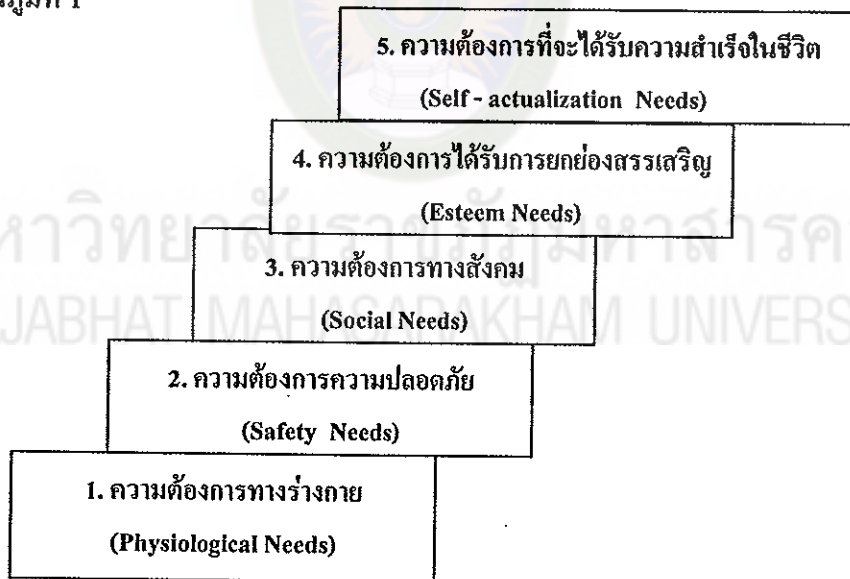 5. ความต้องการที่จะได้รับความสำเร็จในชีวิต
(Self - actualization Needs)
4. ความต้องการได้รับการยกย่องสรรเสริญ
(Esteem Needs)
3. ความต้องการทางสังคม
(Social Needs)
2. ความต้องการความปลอดภัย
(Safety Needs)
1. ความต้องการทางร่างกาย
(Physiological Needs)
JABHAT MAHASARAKHAM UNIVERS